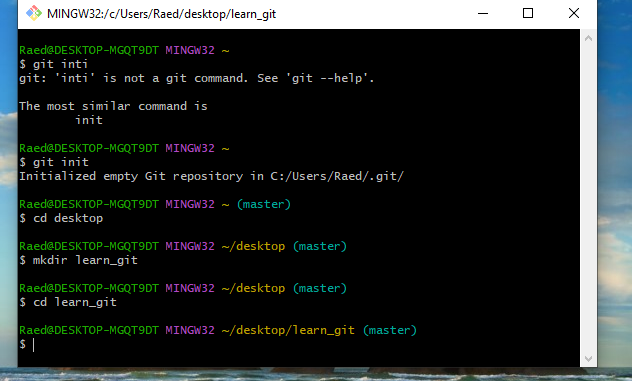 MINGW32:/c/Users/Raed/desktop/learn_git
Raed@DESKTOP-MGQT9DT MINGW32 ~
$ git inti
git: 'inti' is not a git command. See 'git --help'.
The most similar command is
init
Raed@DESKTOP-MGQT9DT MINGW32 ~
$ git init
Initialized empty Git repository in C:/Users/Raed/.git/
Raed@DESKTOP-MGQT9DT MINGW32 ~ (master)
$ cd desktop
Raed@DESKTOP-MGQT9DT MINGW32 ~/desktop (master)
$ mkdir learn_git
Raed@DESKTOP-MGQT9DT MINGW32 ~/desktop (master)
$ cd learn_git
Raed@DESKTOP-MGQT9DT MINGW32 ~/desktop/learn_git (master)
$